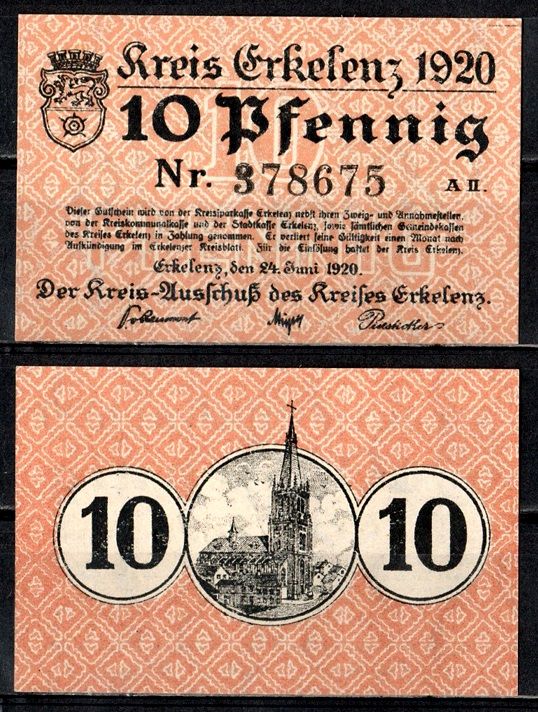 Kreis Erkelenz 1920
10 Pfennig
Nr. 378675 A II.
Dieser Gutschein wird von der Kreissparkasse Erkelenz nebst ihren Zweig- und Annahmestellen,
von der Kreiskommunalkasse und der Stadtkasse Erkelenz, sowie sämtlichen Gemeindekassen
des Kreises Erkelenz in Zahlung genommen. Er verliert seine Gültigkeit einen Monat nach
Aufkündigung im Erkelenzer Kreisblatt. Für die Einlösung haftet der Kreis Erkelenz.
Erkelenz, den 24. Juni 1920.
Der Kreis-Ausschuß des Kreises Erkelenz.
10 10